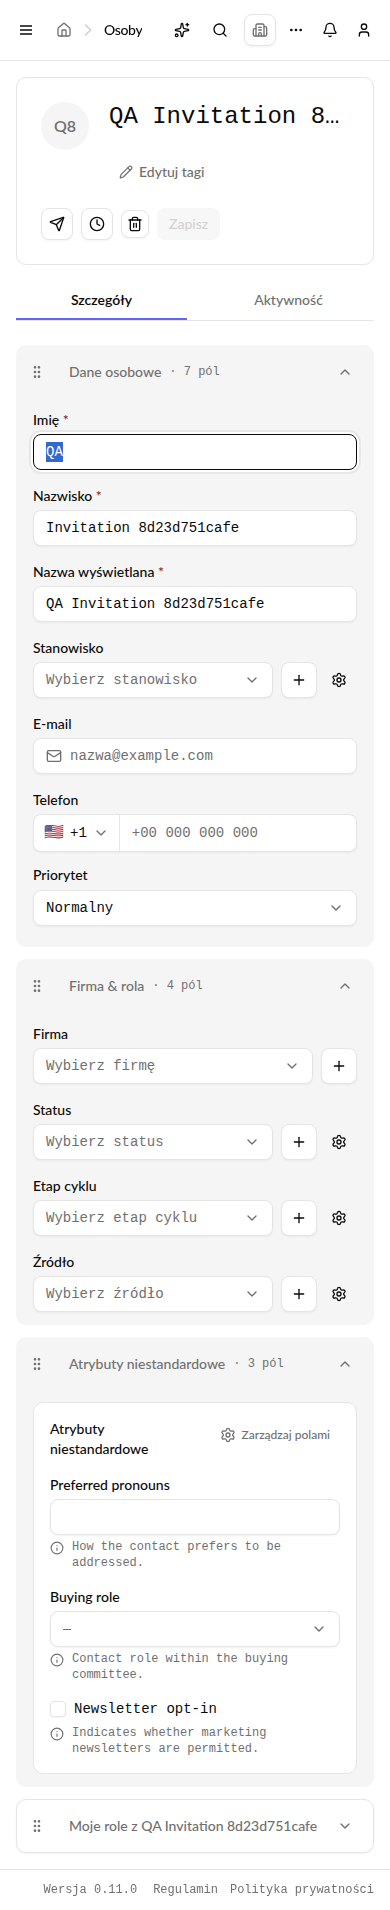 Osoby
Q8
QA Invitation 8…
Edytuj tagi
Zapisz
Szczegóły
Aktywność
Dane osobowe · 7 pól
Imię *
QA
Nazwisko *
Invitation 8d23d751cafe
Nazwa wyświetlana *
QA Invitation 8d23d751cafe
Stanowisko
Wybierz stanowisko
E-mail
nazwa@example.com
Telefon
+1
+00 000 000 000
Priorytet
Normalny
Firma & rola · 4 pól
Firma
Wybierz firmę
Status
Wybierz status
Etap cyklu
Wybierz etap cyklu
Źródło
Wybierz źródło
Atrybuty niestandardowe · 3 pól
Atrybuty
niestandardowe
Zarządzaj polami
Preferred pronouns
How the contact prefers to be
addressed.
Buying role
—
Contact role within the buying
committee.
Newsletter opt-in
Indicates whether marketing
newsletters are permitted.
Moje role z QA Invitation 8d23d751cafe
Wersja 0.11.0 Regulamin Polityka prywatności